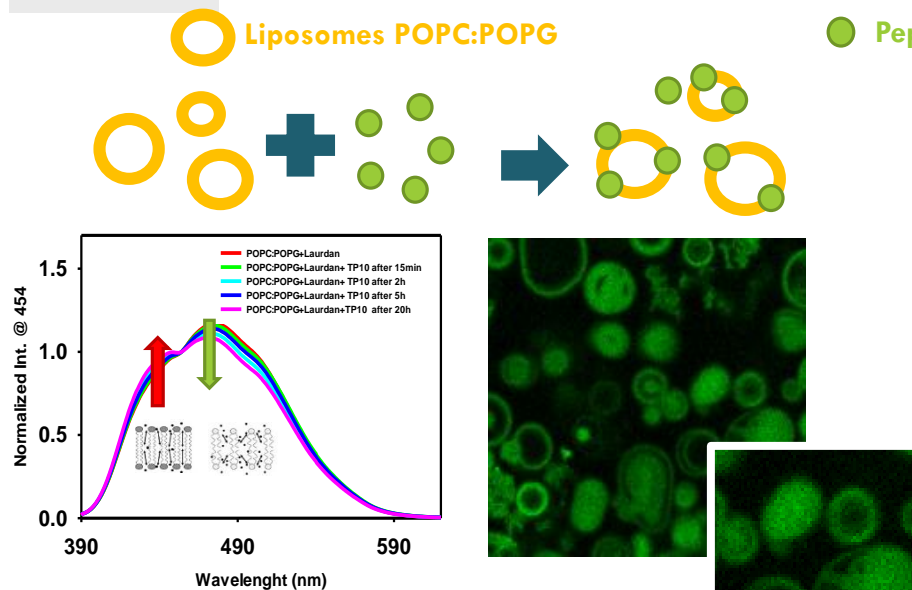 Liposomes POPC:POPG
Pep
POPC:POPG+Laurdan
POPC:POPG+Laurdan+ TP10 after 15min
POPC:POPG+Laurdan+ TP10 after 2h
POPC:POPG+Laurdan+ TP10 after 5h
POPC:POPG+Laurdan+TP10 after 20h
Normalized Int. @ 454
1.5
1.0
0.5
0.0
390
490
590
Wavelenght (nm)